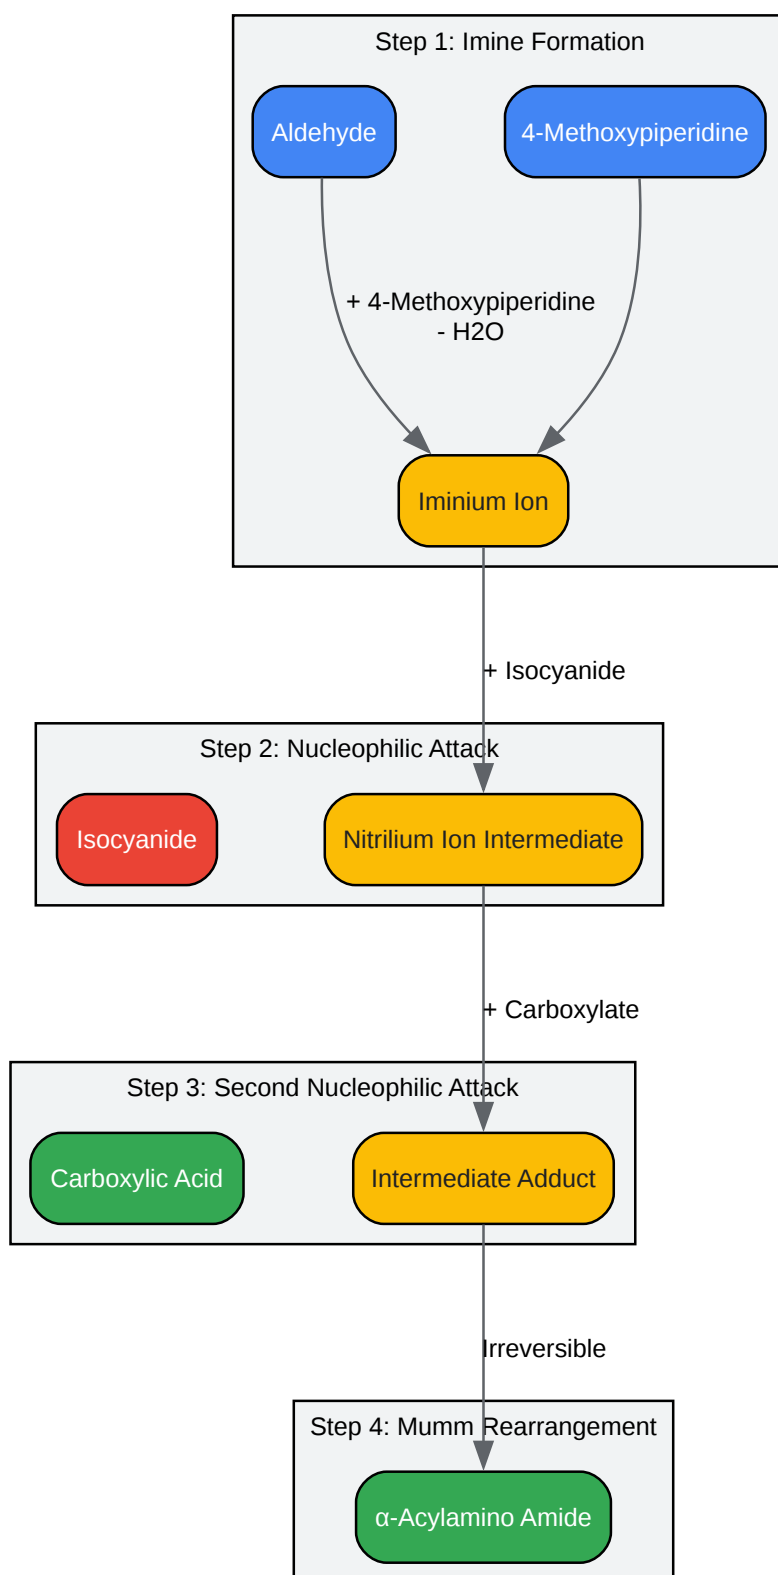 Step 1: Imine Formation
Aldehyde
4-Methoxypiperidine
+ 4-Methoxypiperidine
- H2O
Iminium Ion
+ Isocyanide
Step 2: Nucleophilic Attack
Isocyanide
Nitrilium Ion Intermediate
+ Carboxylate
Step 3: Second Nucleophilic Attack
Carboxylic Acid
Intermediate Adduct
Irreversible
Step 4: Mumm Rearrangement
α-Acylamino Amide